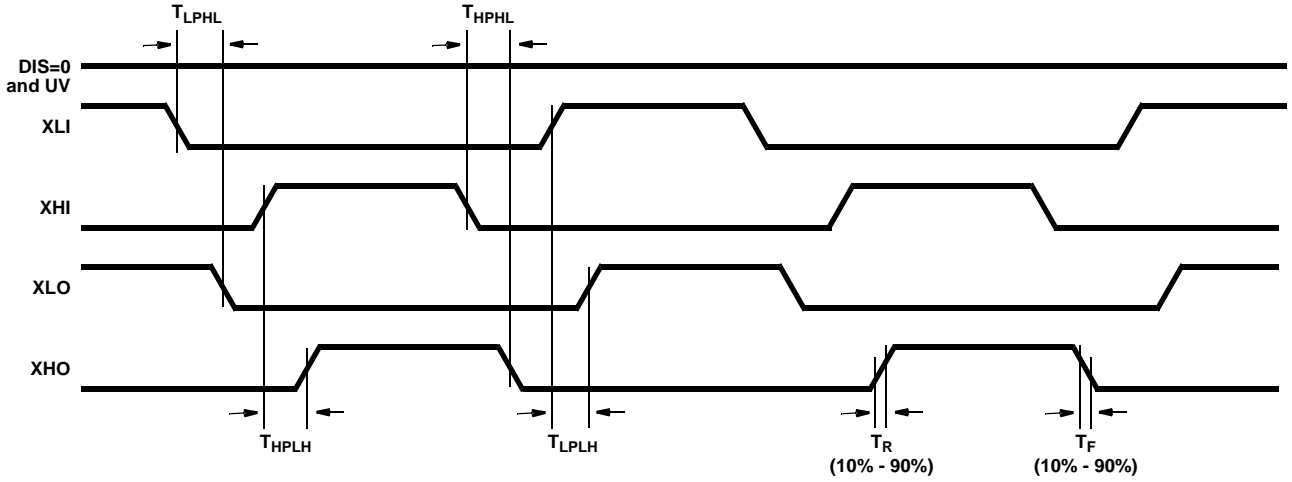 TLPHL
THPHL
DIS=0
and UV
XLI
XHI
XLO
XHO
THPLH
TLPLH
TR
(10% - 90%)
TF
(10% - 90%)